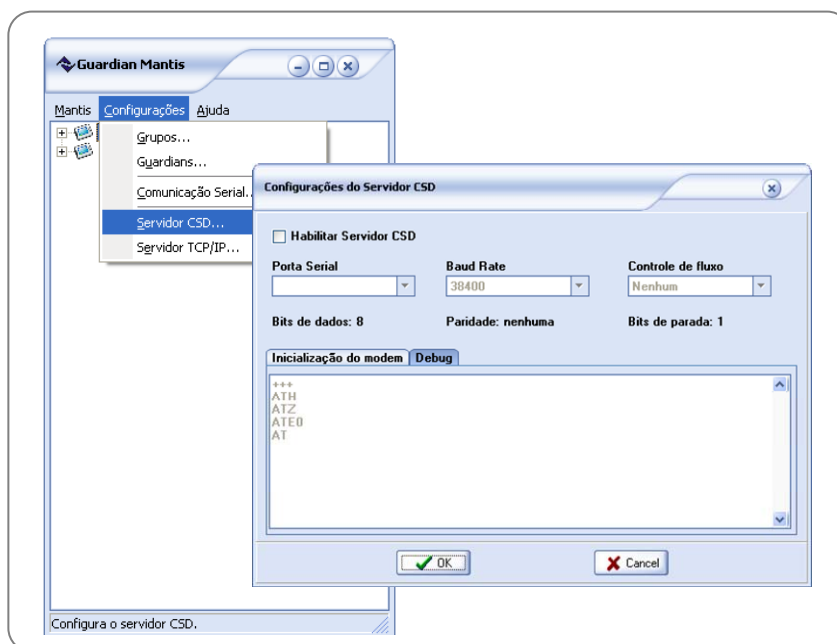 Guardian Mantis
Mantis Configurações Ajuda
Grupos...
Guardians...
Comunicação Serial...
Servidor CSD...
Servidor TCP/IP...
Configura o servidor CSD.
Configurações do Servidor CSD
Habilitar Servidor CSD
Porta Serial Baud Rate Controle de fluxo
38400 Nenhum
Bits de dados: 8 Paridade: nenhuma Bits de parada: 1
Inicialização do modem Debug
+++
ATH
ATZ
ATE0
AT
OK Cancel